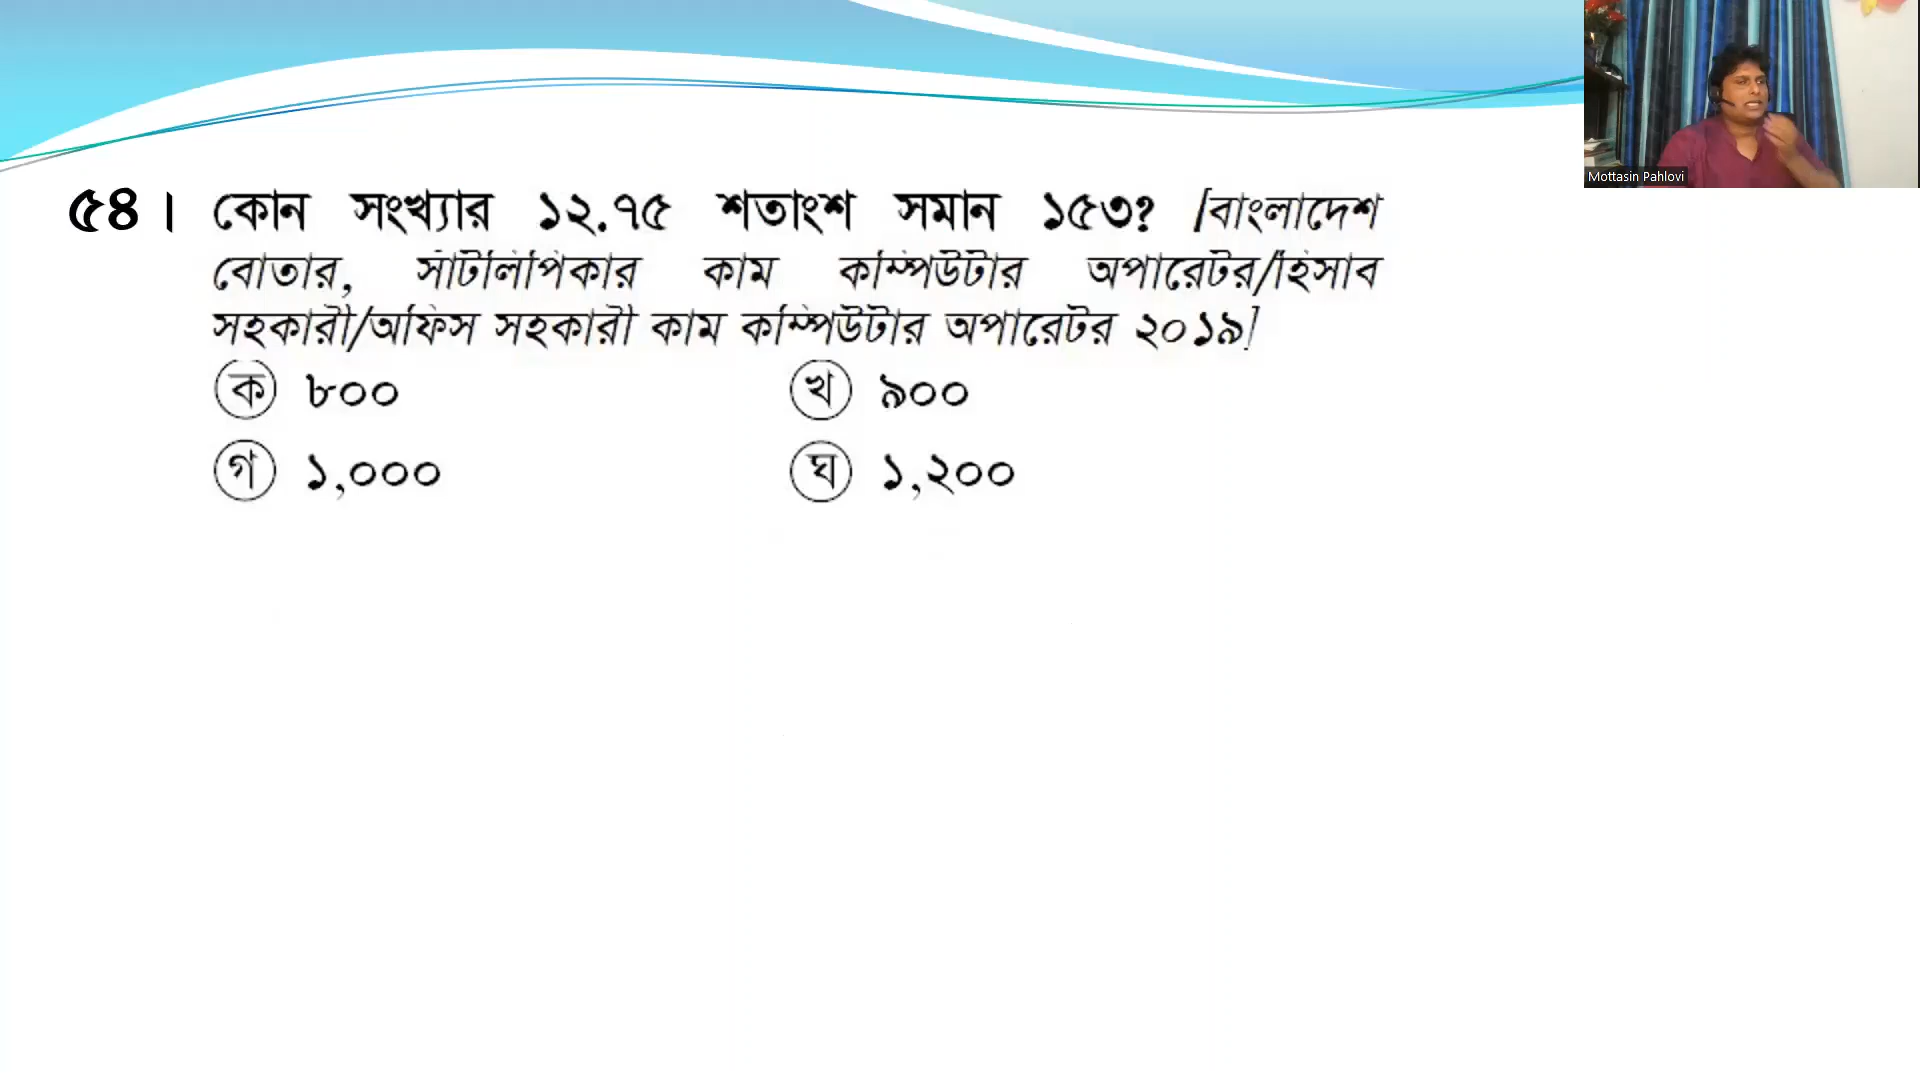 Mottasin Pahlovi
৫৪। কোন সংখ্যার ১২.৭৫ শতাংশ সমান ১৫৩? [বাংলাদেশ
বোতার, সাঁটলিপিকার কাম কম্পিউটার অপারেটর/হিসাব
সহকারী/অফিস সহকারী কাম কম্পিউটার অপারেটর ২০১৯]
ক ৮০০ খ ৯০০
গ ১,০০০ ঘ ১,২০০